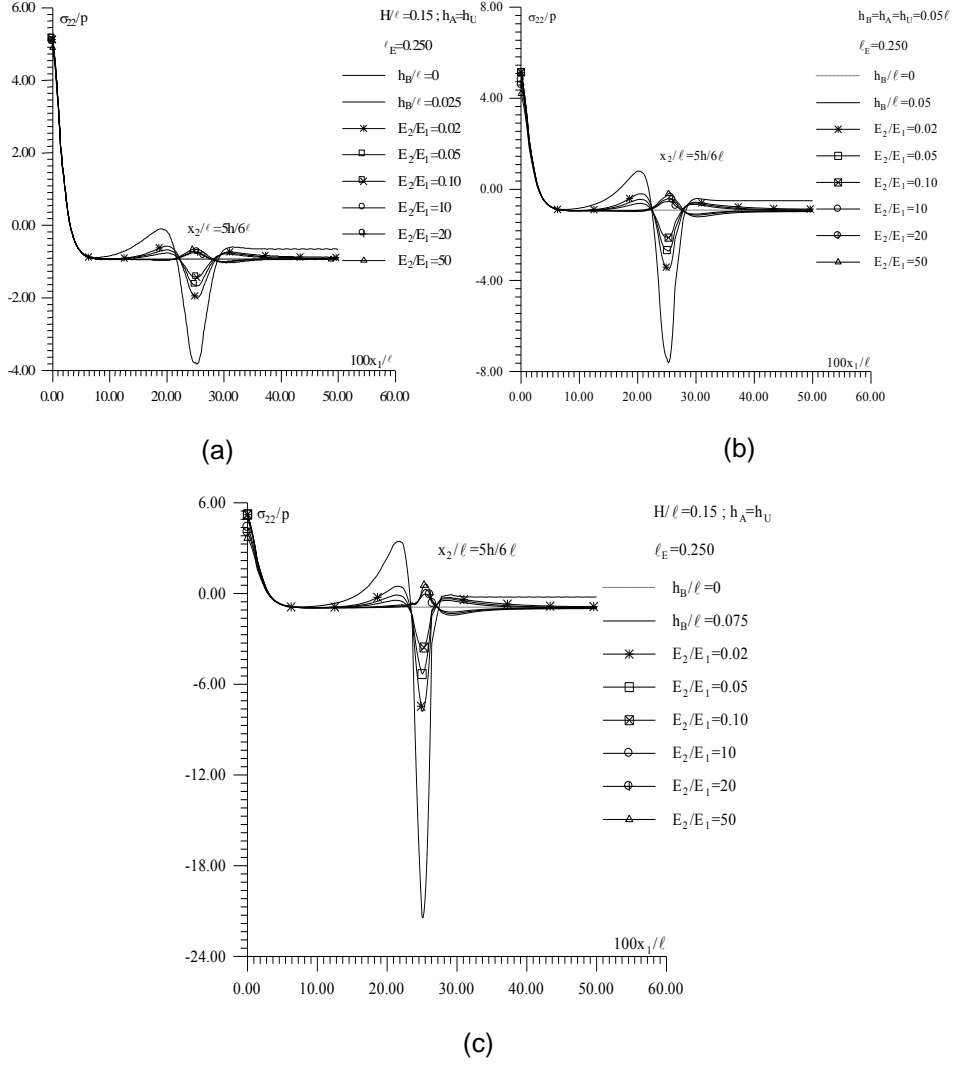 6.00
σ22/p
H/ℓ=0.15 ; hA=hU
ℓE=0.250
hB/ℓ=0
hB/ℓ=0.025
E2/E1=0.02
E2/E1=0.05
E2/E1=0.10
E2/E1=10
E2/E1=20
E2/E1=50
x2/ℓ=5h/6ℓ
4.00
2.00
0.00
-2.00
-4.00
100x1/ℓ
0.00 10.00 20.00 30.00 40.00 50.00 60.00
(a)
8.00
σ22/p
hB=hA=hU=0.05ℓ
ℓE=0.250
hB/ℓ=0
hB/ℓ=0.05
E2/E1=0.02
E2/E1=0.05
E2/E1=0.10
E2/E1=10
E2/E1=20
E2/E1=50
x2/ℓ=5h/6ℓ
4.00
0.00
-4.00
-8.00
100x1/ℓ
0.00 10.00 20.00 30.00 40.00 50.00 60.00
(b)
6.00
σ22/p
H/ℓ=0.15 ; hA=hU
x2/ℓ=5h/6ℓ
ℓE=0.250
hB/ℓ=0
hB/ℓ=0.075
E2/E1=0.02
E2/E1=0.05
E2/E1=0.10
E2/E1=10
E2/E1=20
E2/E1=50
0.00
-6.00
-12.00
-18.00
-24.00
100x1/ℓ
0.00 10.00 20.00 30.00 40.00 50.00 60.00
(c)